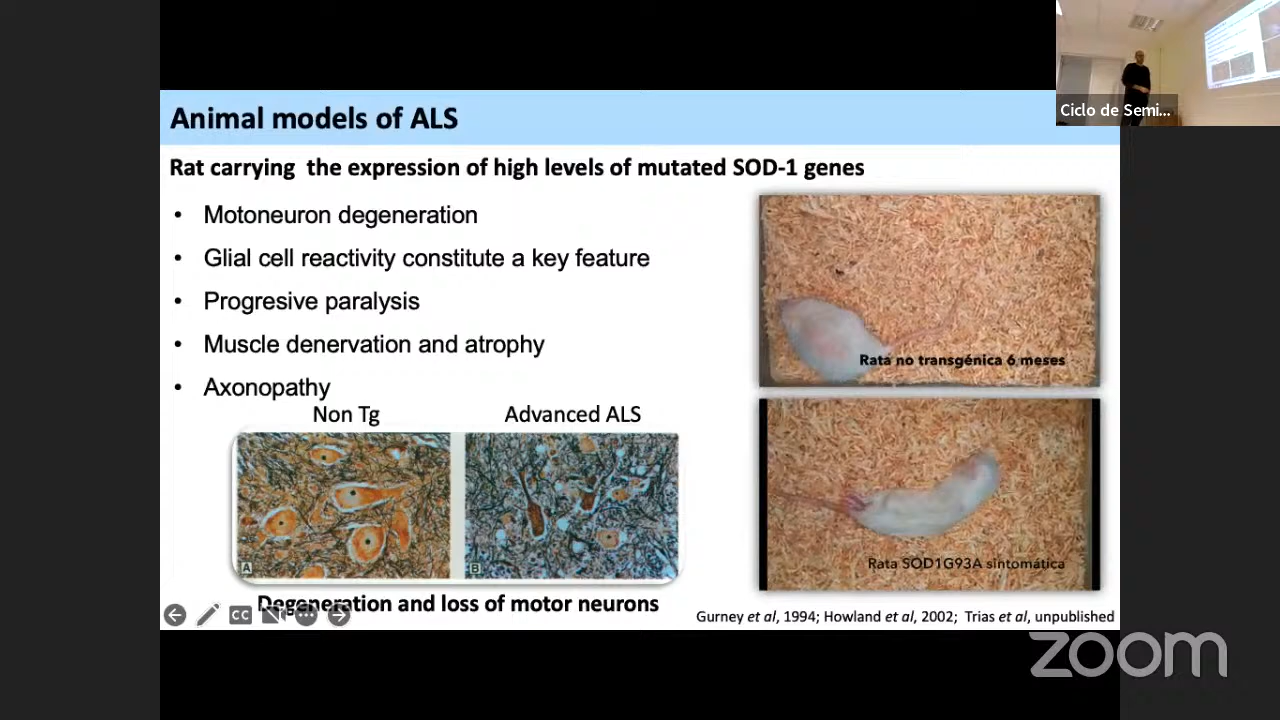 Ciclo de Semi...
Animal models of ALS
Rat carrying the expression of high levels of mutated SOD-1 genes
• Motoneuron degeneration
• Glial cell reactivity constitute a key feature
• Progresive paralysis
• Muscle denervation and atrophy
• Axonopathy
Non Tg
Advanced ALS
A
B
Degeneration and loss of motor neurons
Rata no transgénica 6 meses
Rata SOD1G93A sintomática
Gurney et al, 1994; Howland et al, 2002; Trias et al, unpublished
CC
zoom